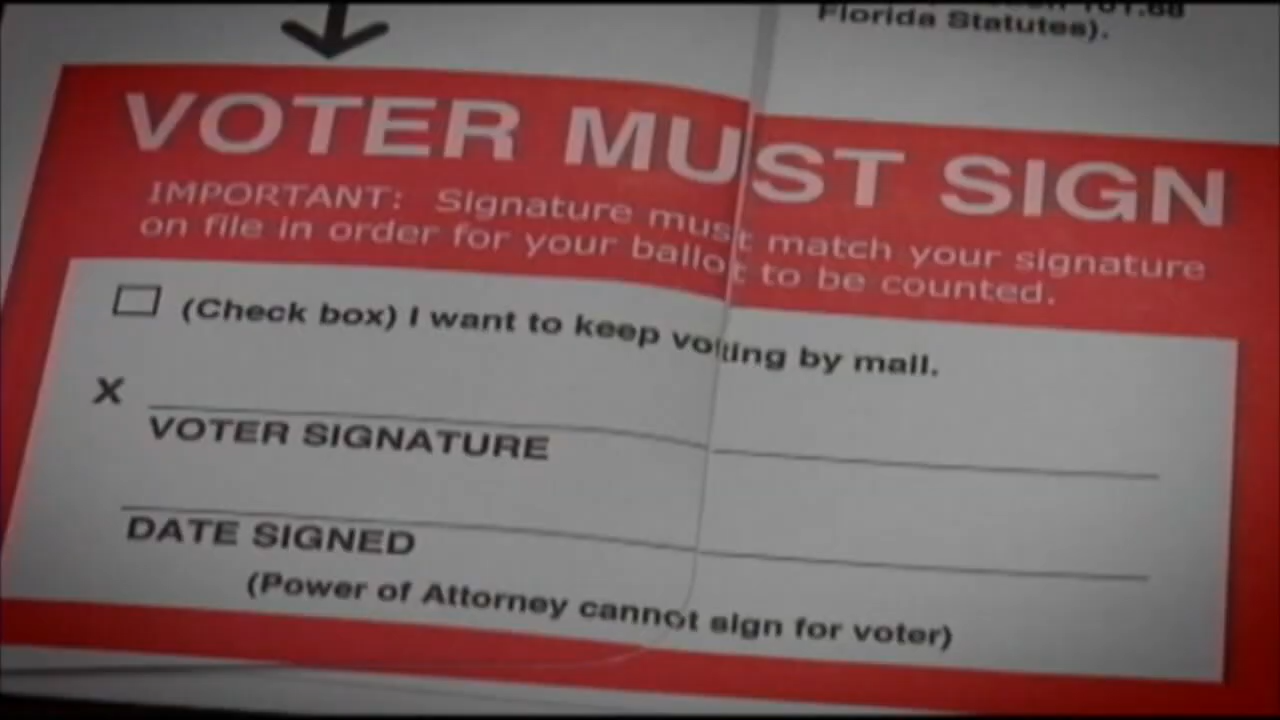 101.68
Florida Statutes).
VOTER MUST SIGN
IMPORTANT: Signature must match your signature
on file in order for your ballot to be counted.
(Check box) I want to keep voting by mail.
X
VOTER SIGNATURE
DATE SIGNED
(Power of Attorney cannot sign for voter)